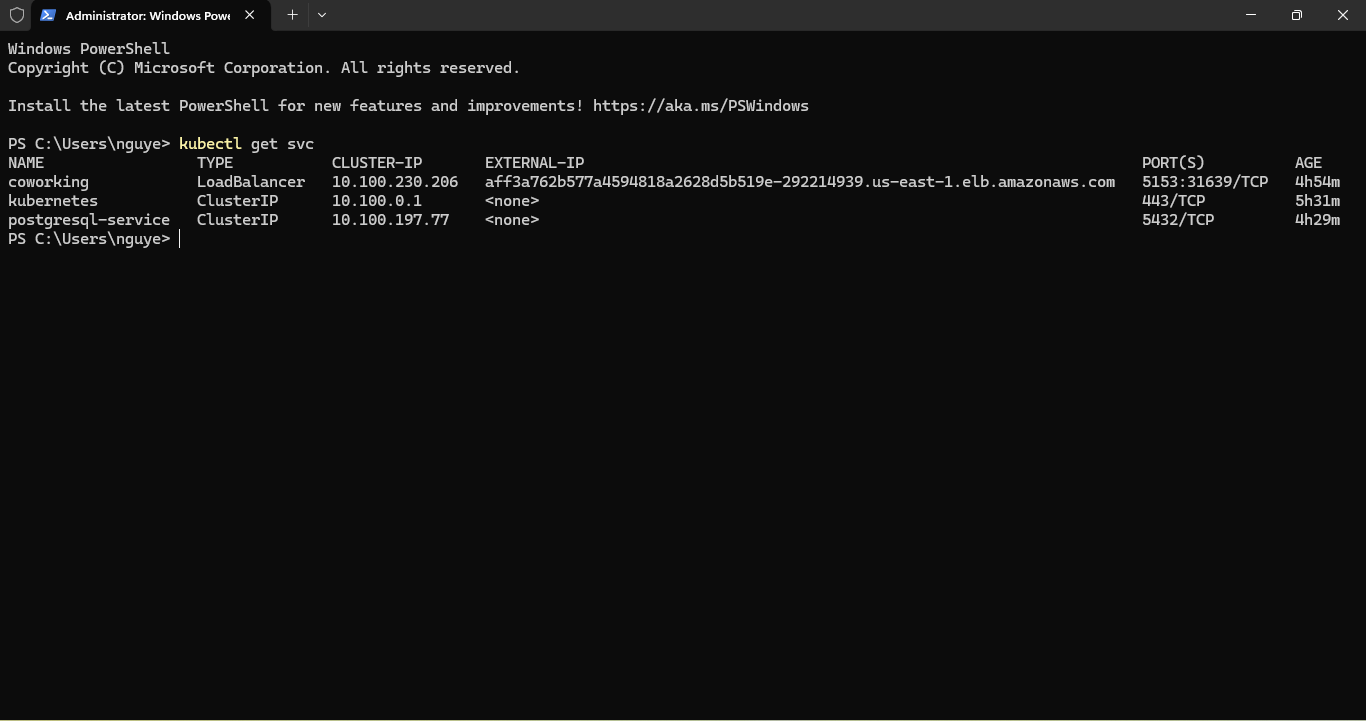 Administrator: Windows Powe
Windows PowerShell
Copyright (C) Microsoft Corporation. All rights reserved.
Install the latest PowerShell for new features and improvements! https://aka.ms/PSWindows
PS C:\Users\nguye> kubectl get svc
NAME TYPE CLUSTER-IP EXTERNAL-IP PORT(S) AGE
coworking LoadBalancer 10.100.230.206 aff3a762b577a4594818a2628d5b519e-292214939.us-east-1.elb.amazonaws.com 5153:31639/TCP 4h54m
kubernetes ClusterIP 10.100.0.1 <none> 443/TCP 5h31m
postgresql-service ClusterIP 10.100.197.77 <none> 5432/TCP 4h29m
PS C:\Users\nguye>